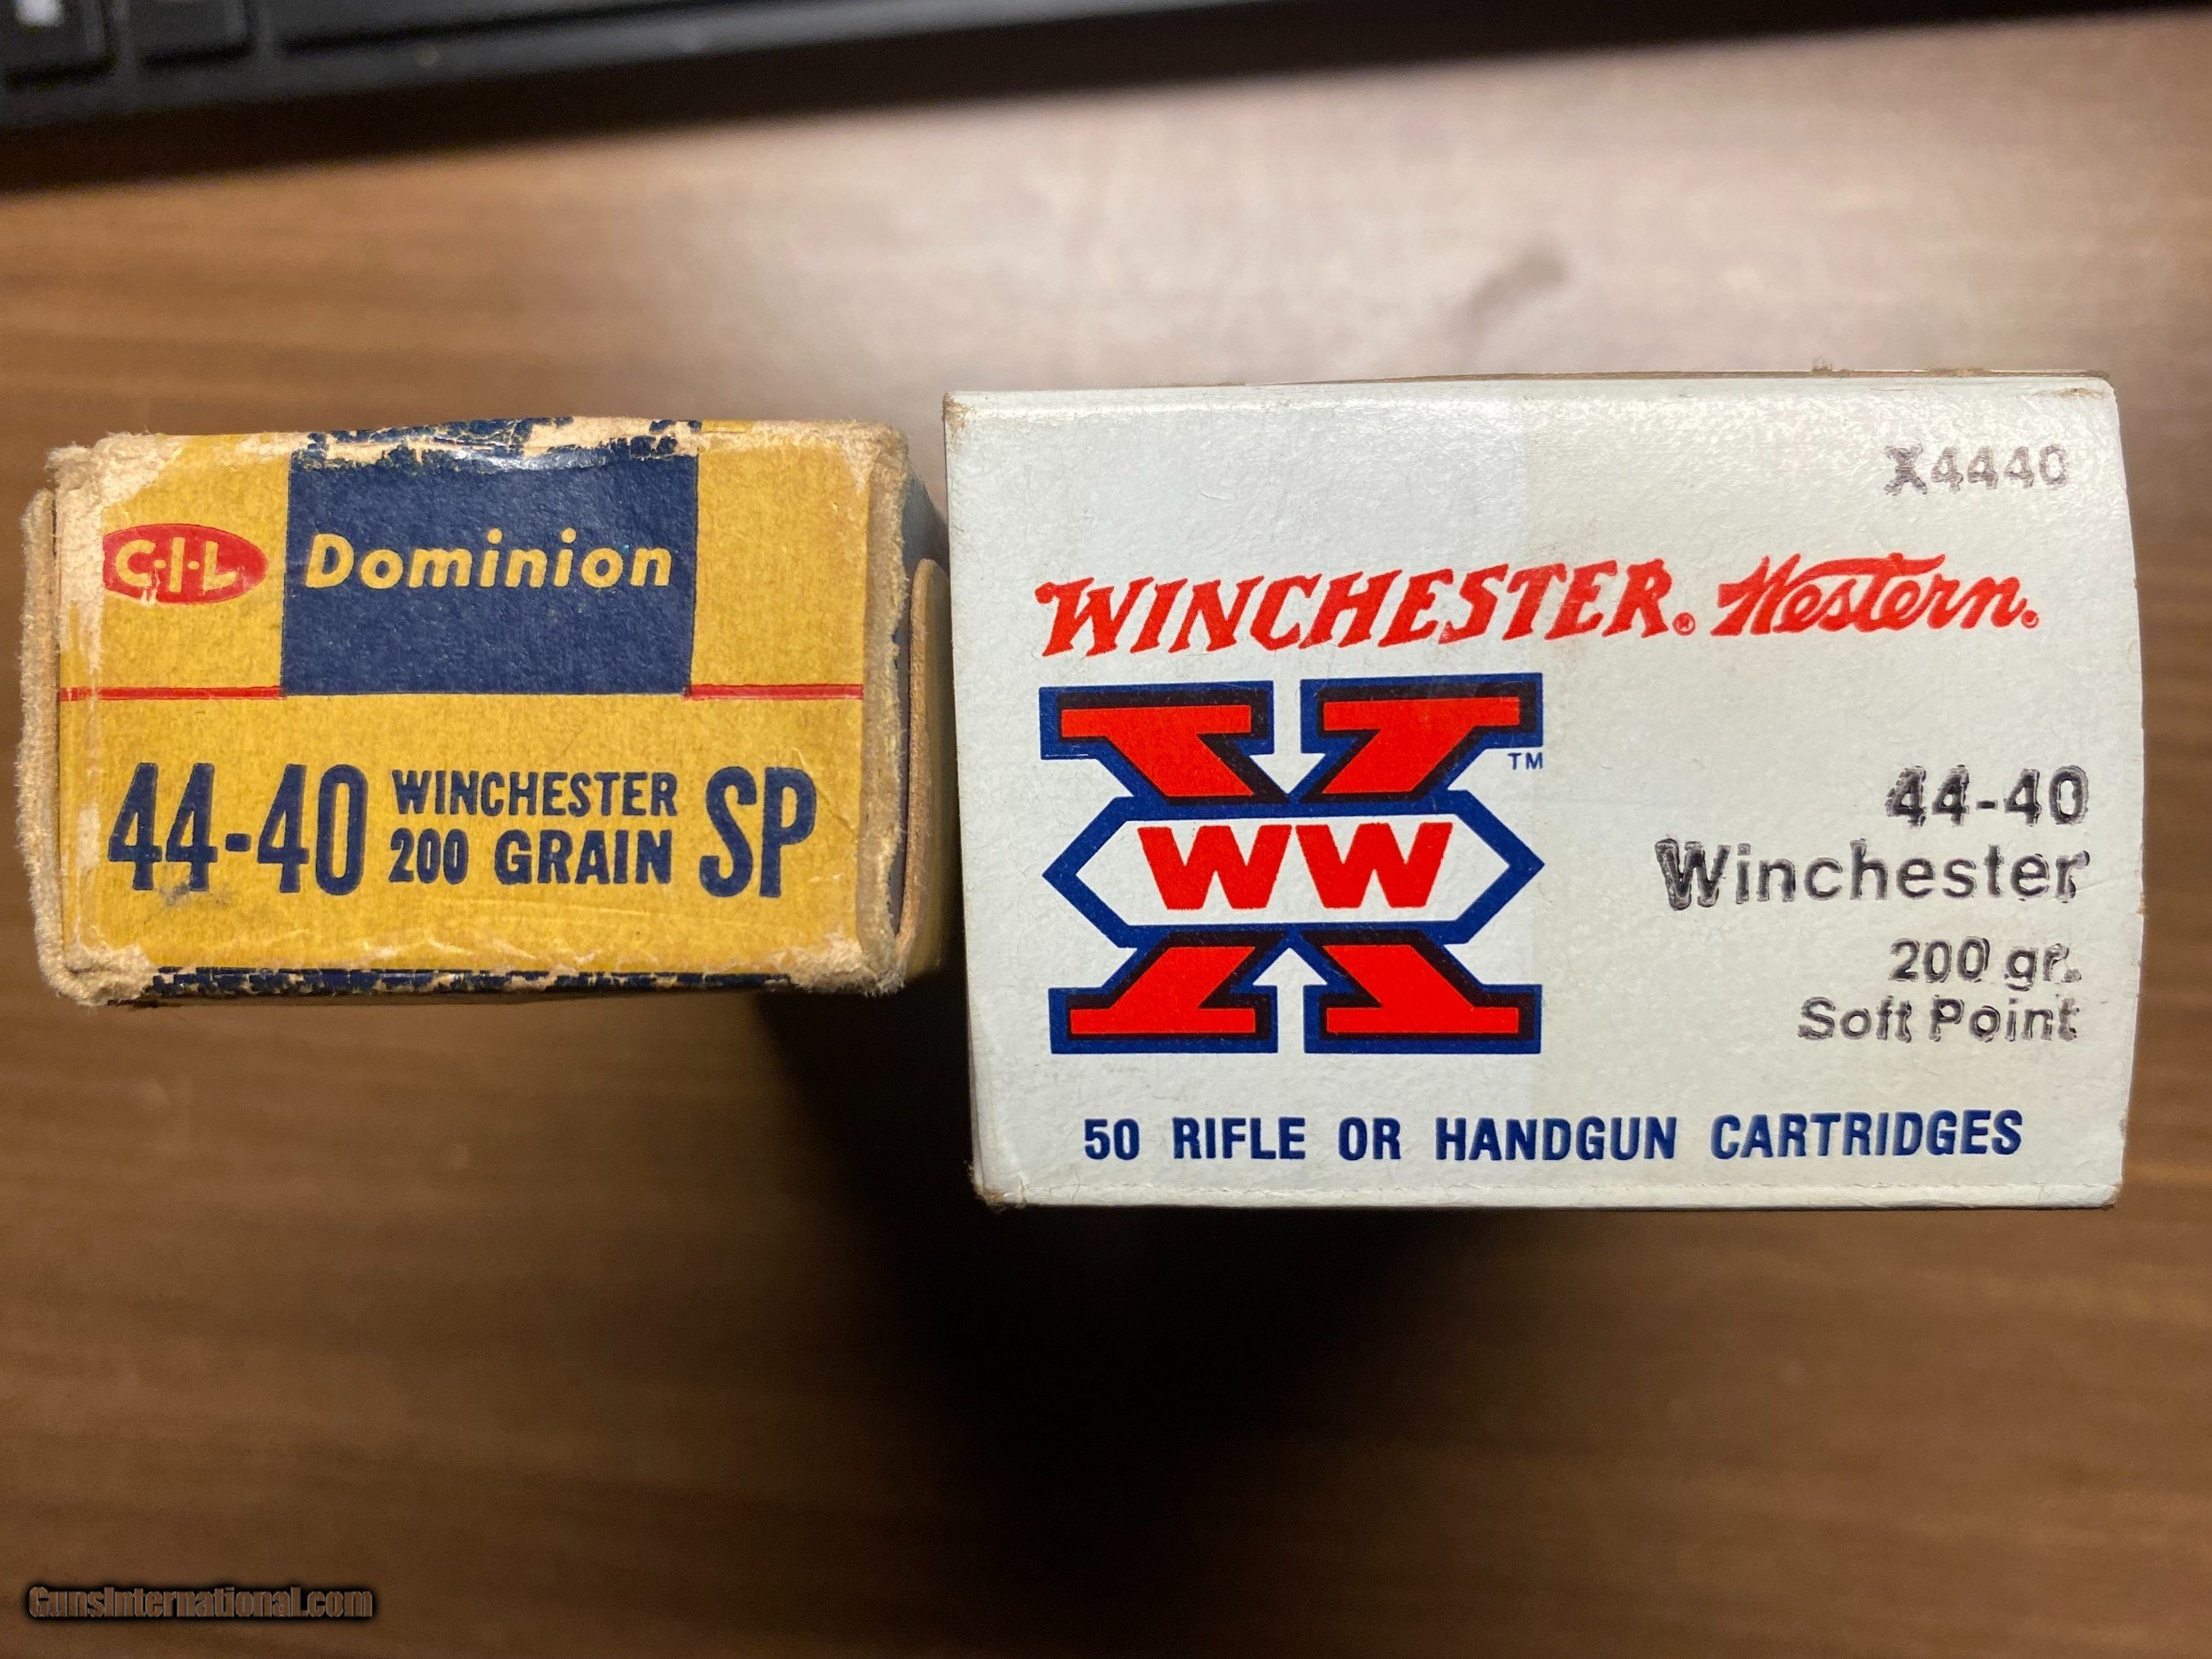 C-I-L Dominion
44-40 WINCHESTER 200 GRAIN SP
X4440
WINCHESTER® Western®
WW TM
44-40
Winchester
200 gr.
Soft Point
50 RIFLE OR HANDGUN CARTRIDGES
GunsInternational.com